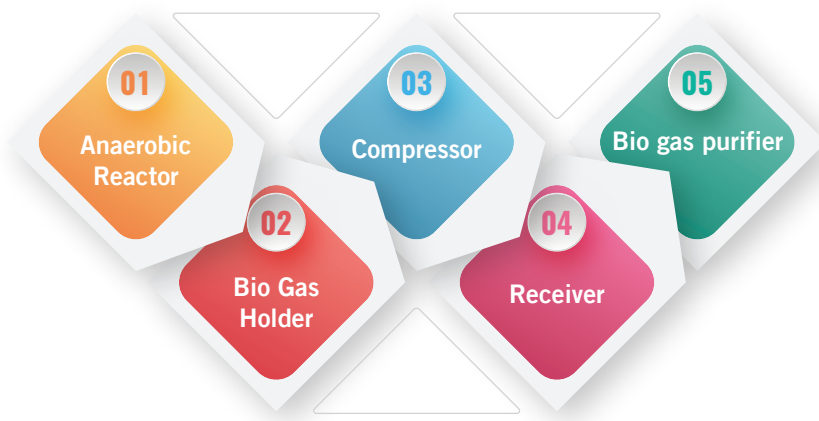 01
Anaerobic
Reactor
02
Bio Gas
Holder
03
Compressor
04
Receiver
05
Bio gas purifier